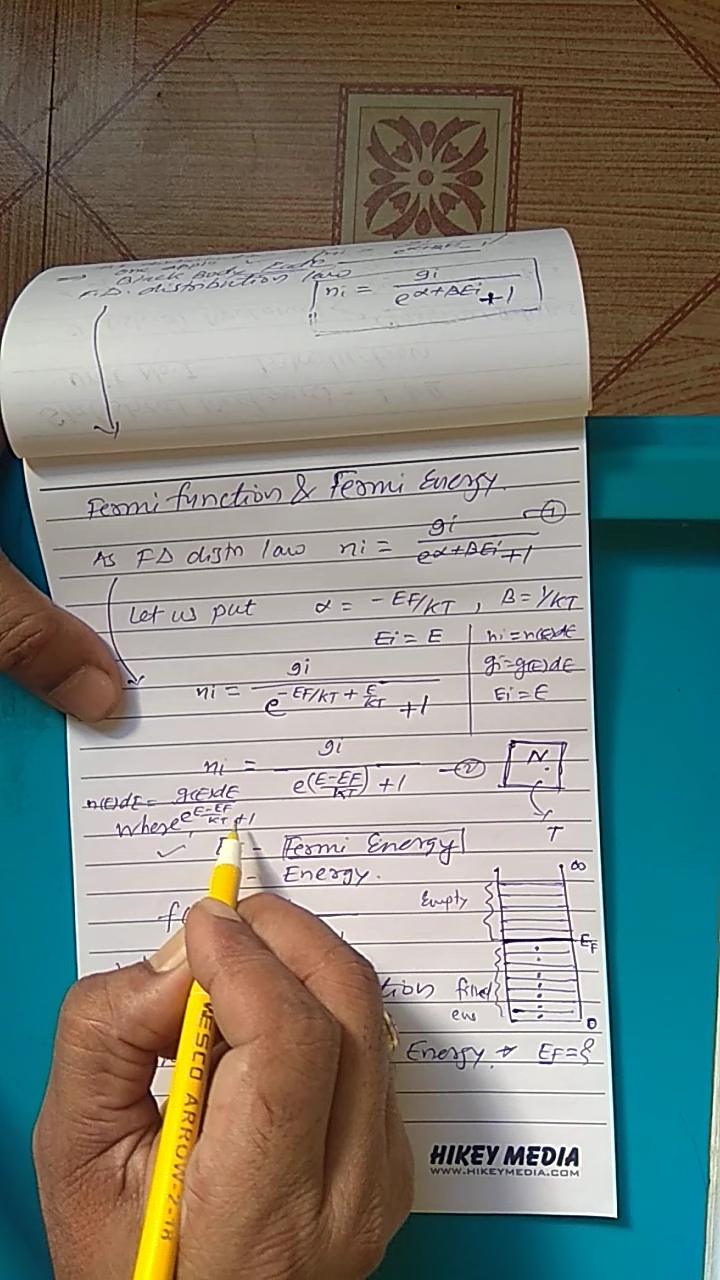 Black Body Radn
F.D. distribution law ni = gi / e^α+βEi +1
Fermi function & Fermi Energy.
As FD distn law ni = gi / e^α+βEi +1 — ①
Let us put α = -EF/KT , β = 1/KT
Ei = E
ni = n(E)dE
gi = g(E)dE
Ei = E
ni = gi / e^-EF/KT + E/KT +1
ni = gi / e^(E-EF/KT) +1 — ②
N
T
n(E)dE = g(E)dE / e^E-EF/KT +1
Where,
✓ - Fermi Energy
- Energy.
∞
Empty
EF
filled
0
Energy → EF = ?
HIKEY MEDIA
WWW.HIKEYMEDIA.COM
WESCO ARROW-Z-18